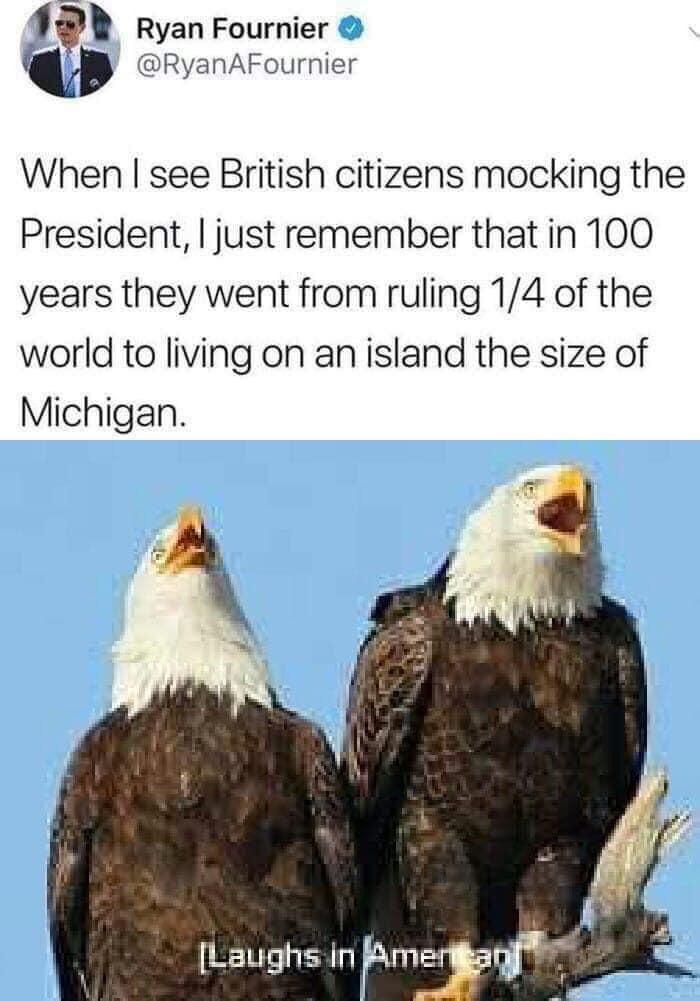 Ryan Fournier
@RyanAFournier
When I see British citizens mocking the
President, I just remember that in 100
years they went from ruling 1/4 of the
world to living on an island the size of
Michigan.
[Laughs in American]